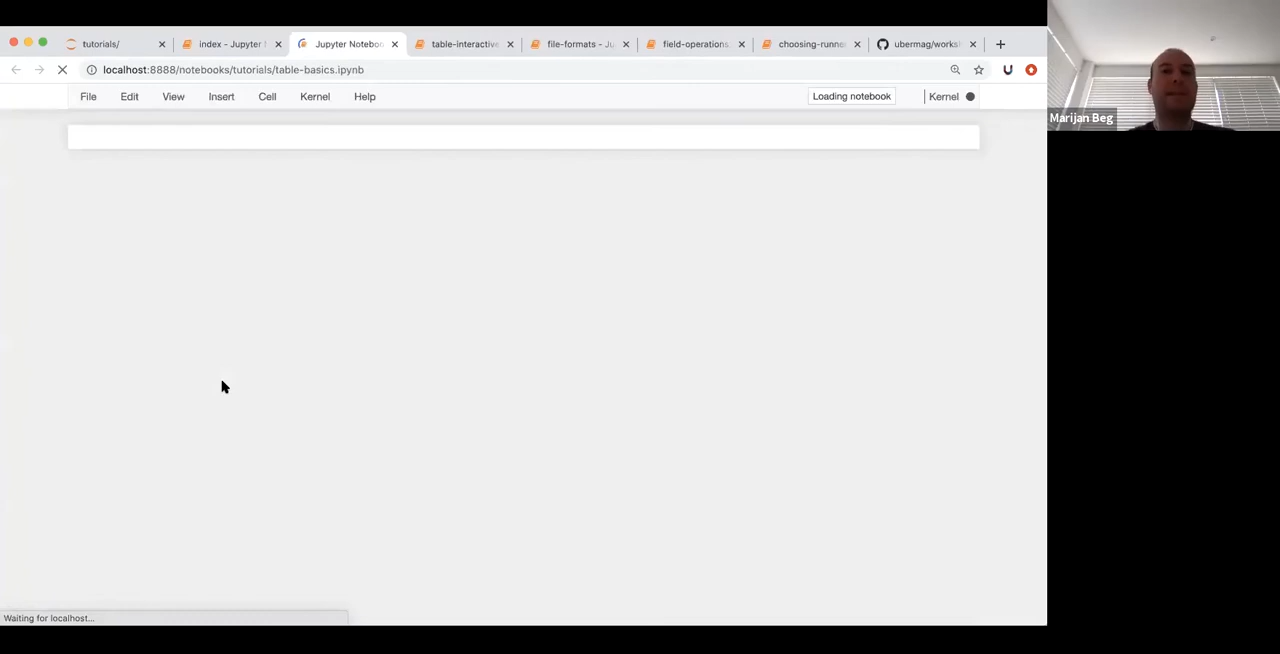 tutorials/
index - Jupyter
Jupyter Noteboo
table-interactive
file-formats - Ju
field-operations
choosing-runne
ubermag/works
localhost:8888/notebooks/tutorials/table-basics.ipynb
File Edit View Insert Cell Kernel Help
Loading notebook
Kernel
Marijan Beg
Waiting for localhost...